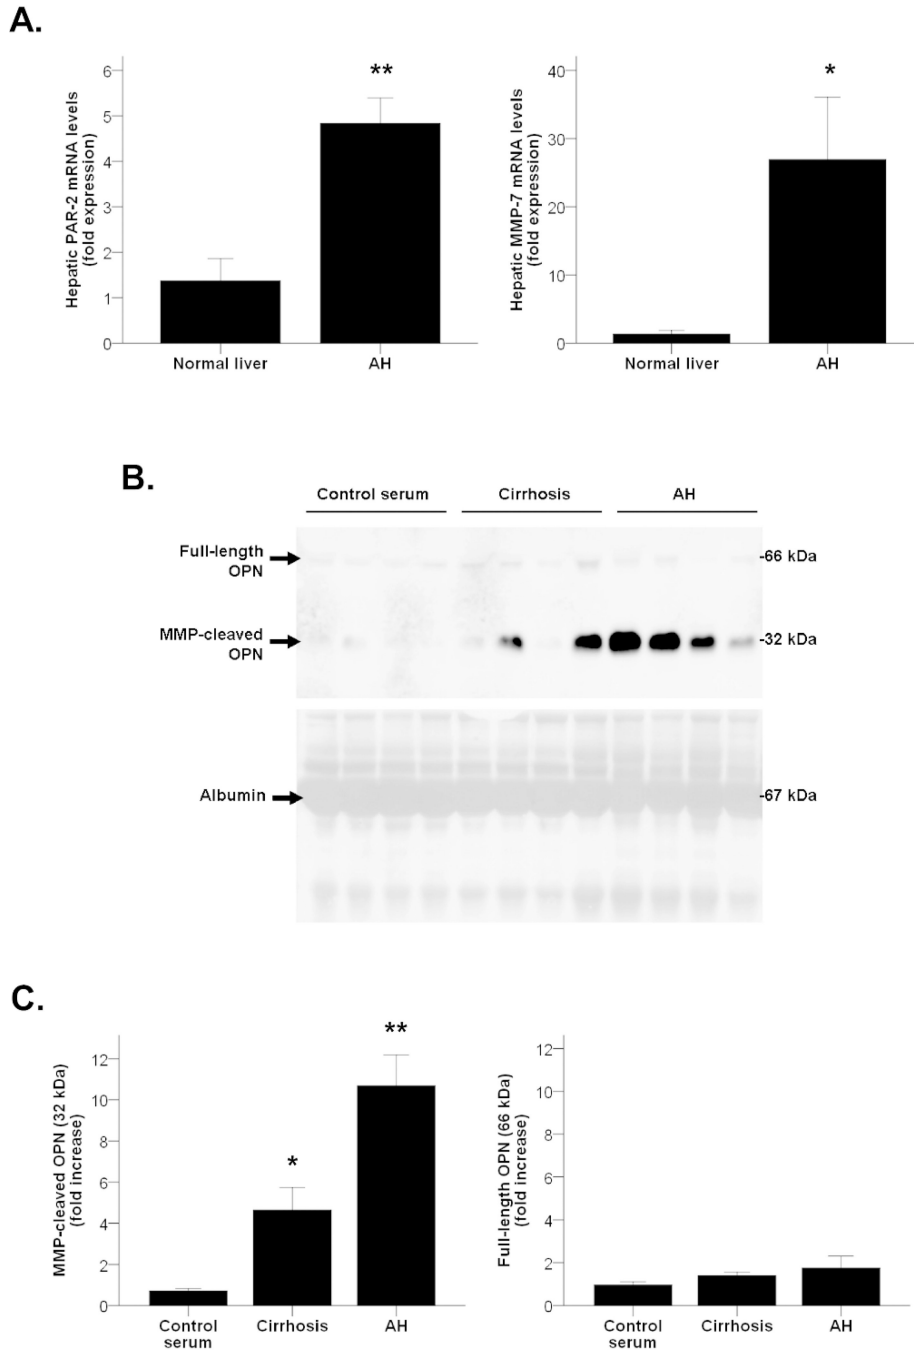 A.
Hepatic PAR-2 mRNA levels
(fold expression)
6
5
4
3
2
1
0
**
Normal liver
AH
Hepatic MMP-7 mRNA levels
(fold expression)
40
30
20
10
0
*
Normal liver
AH
B.
Control serum
Cirrhosis
AH
Full-length
OPN
-66 kDa
MMP-cleaved
OPN
-32 kDa
Albumin
-67 kDa
C.
MMP-cleaved OPN (32 kDa)
(fold increase)
12
10
8
6
4
2
0
*
**
Control
serum
Cirrhosis
AH
Full-length OPN (66 kDa)
(fold increase)
12
10
8
6
4
2
0
Control
serum
Cirrhosis
AH